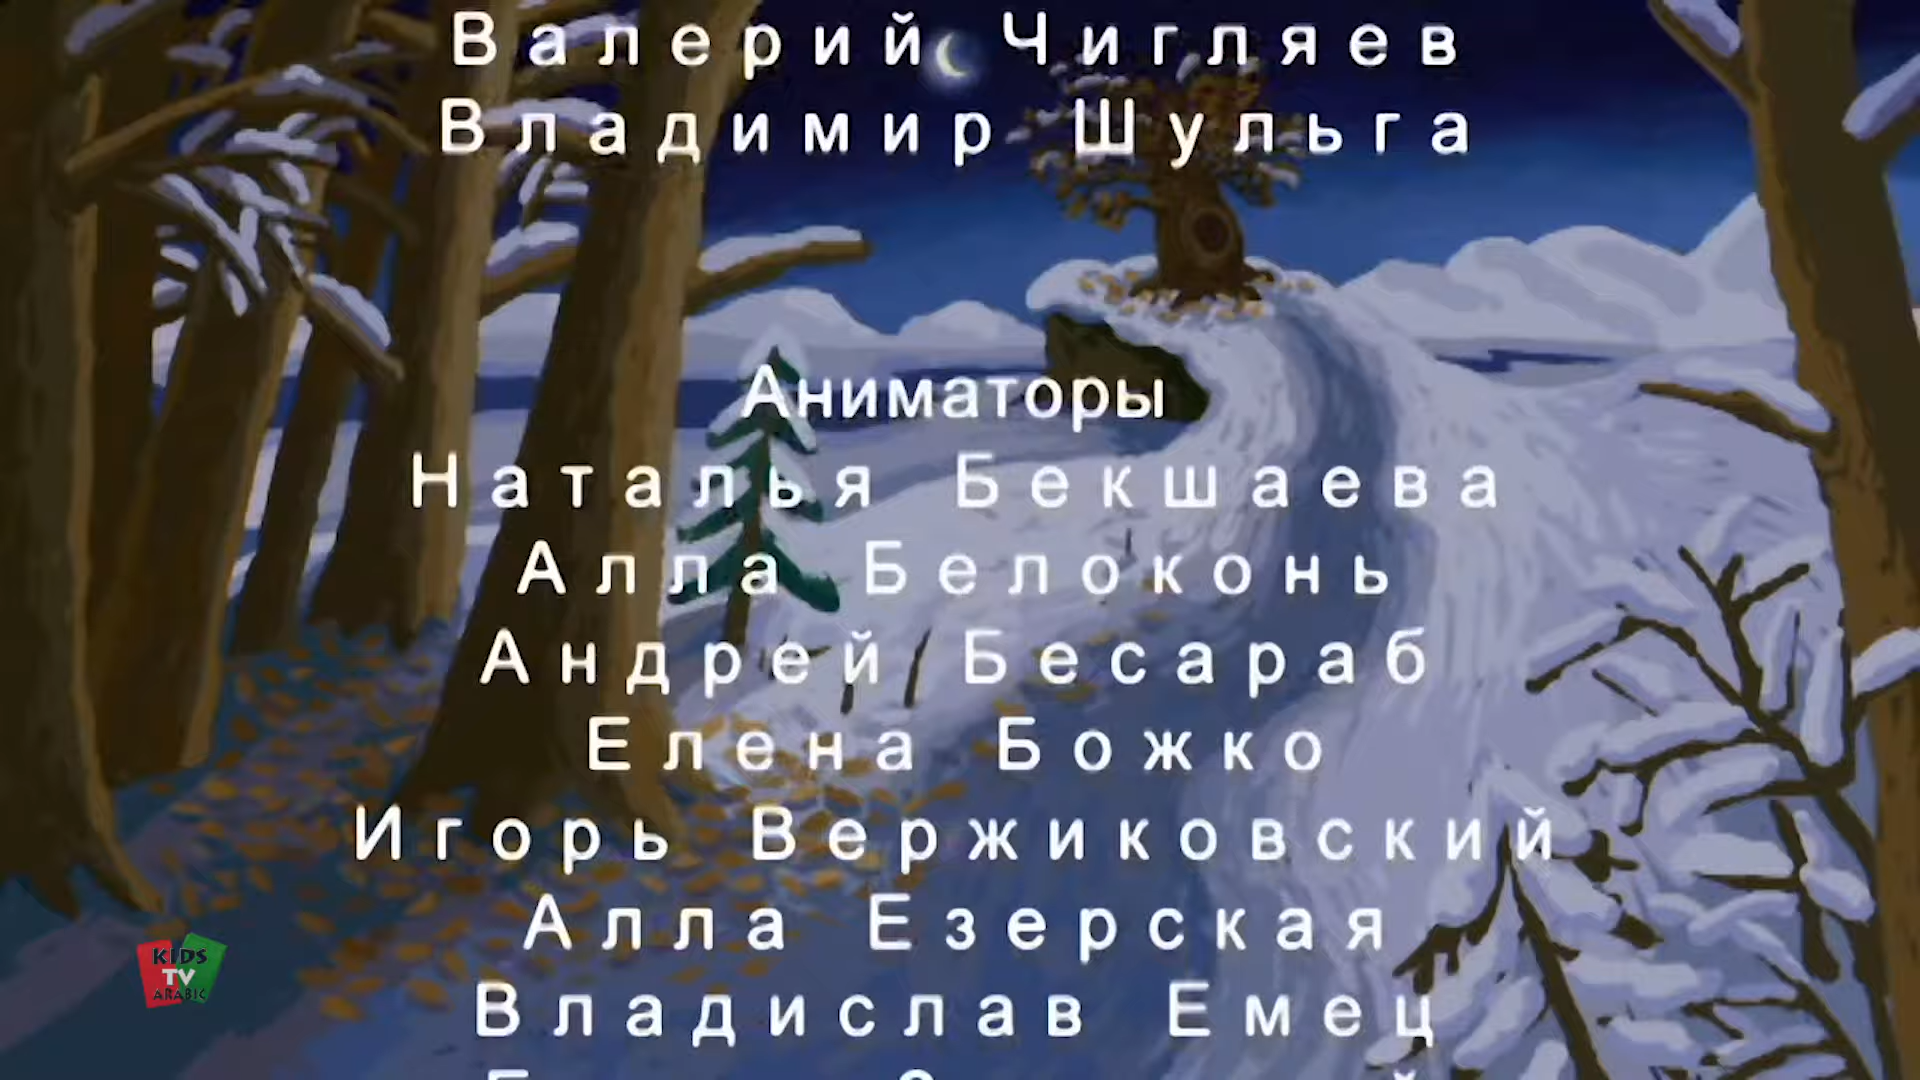 Валерий Чигляев
Владимир Шульга
Аниматоры
Наталья Бекшаева
Алла Белоконь
Андрей Бесараб
Елена Божко
Игорь Вержиковский
Алла Езерская
Владислав Емец
KIDS
TV
ARABIC